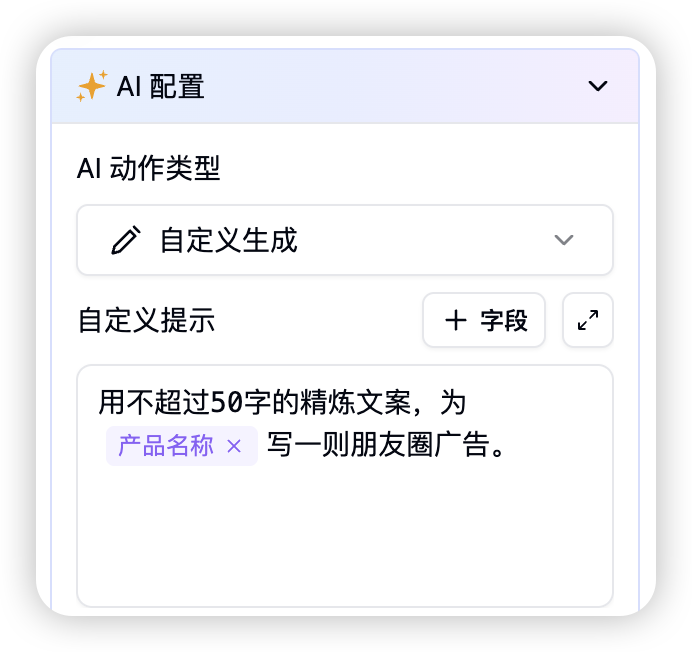 AI 配置
AI 动作类型
自定义生成
自定义提示
字段
用不超过50字的精炼文案，为
产品名称 × 写一则朋友圈广告。